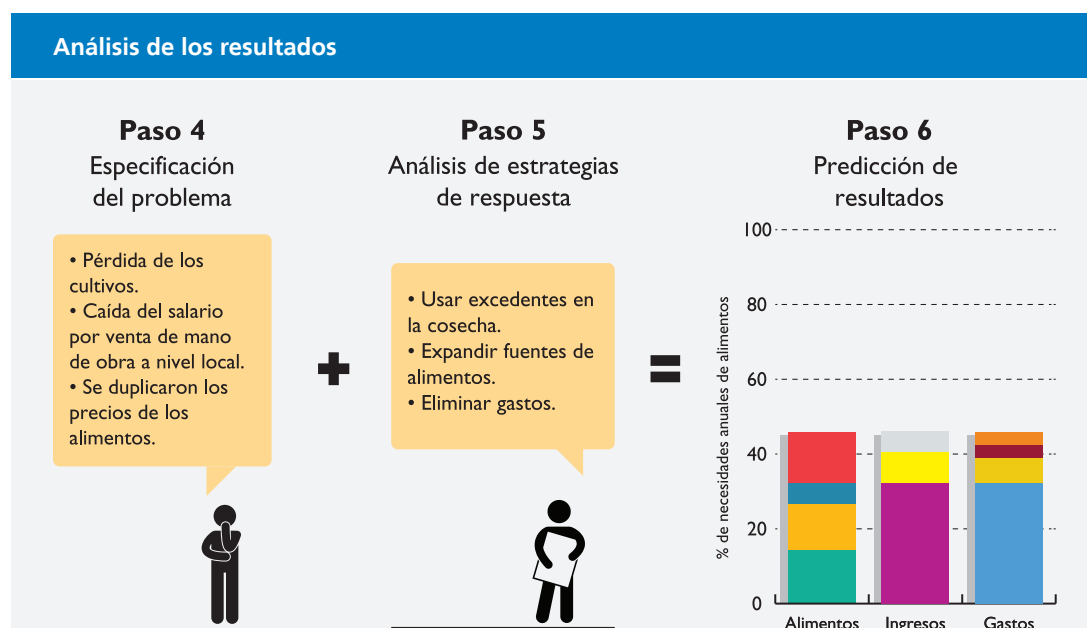 Análisis de los resultados
Paso 4
Especificación
del problema
• Pérdida de los
cultivos.
• Caída del salario
por venta de mano
de obra a nivel local.
• Se duplicaron los
precios de los
alimentos.
+
Paso 5
Análisis de estrategias
de respuesta
• Usar excedentes en
la cosecha.
• Expandir fuentes de
alimentos.
• Eliminar gastos.
=
Paso 6
Predicción de
resultados
% de necesidades anuales de alimentos
100
80
60
40
20
0
Alimentos Ingresos Gastos